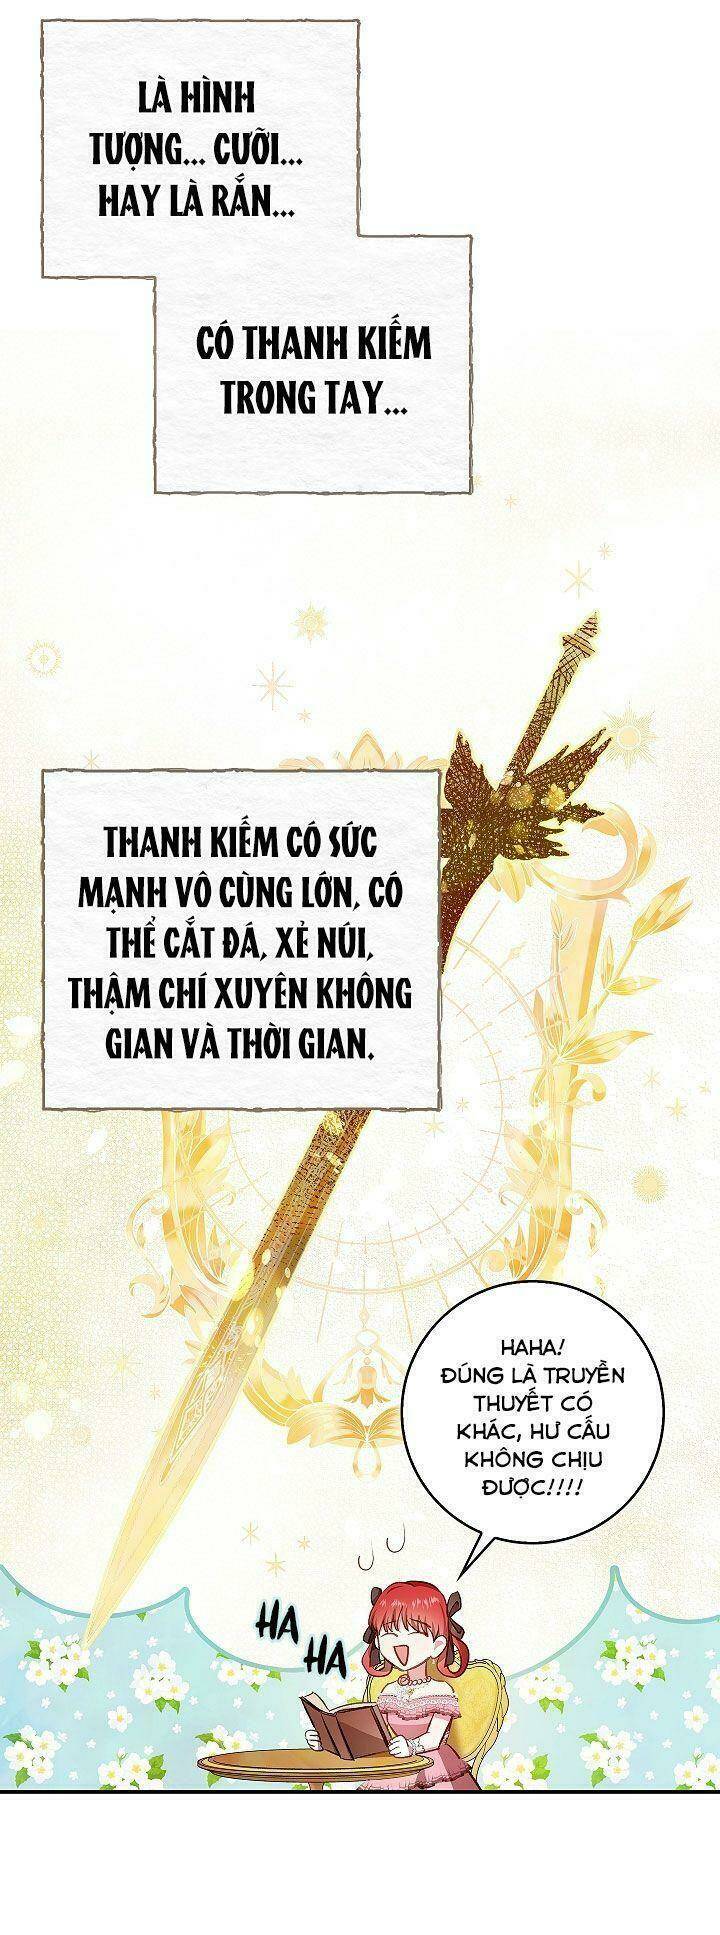 LÀ HÌNH
TƯỢNG... CƯỠI...
HAY LÀ RẮN...
CÓ THANH KIẾM
TRONG TAY...
THANH KIẾM CÓ SỨC
MẠNH VÔ CÙNG LỚN, CÓ
THỂ CẮT ĐÁ, XẺ NÚI,
THẬM CHÍ XUYÊN KHÔNG
GIAN VÀ THỜI GIAN.
HAHA!
ĐÚNG LÀ TRUYỀN
THUYẾT CÓ
KHÁC, HƯ CẤU
KHÔNG CHỊU
ĐƯỢC!!!!
HA
HA